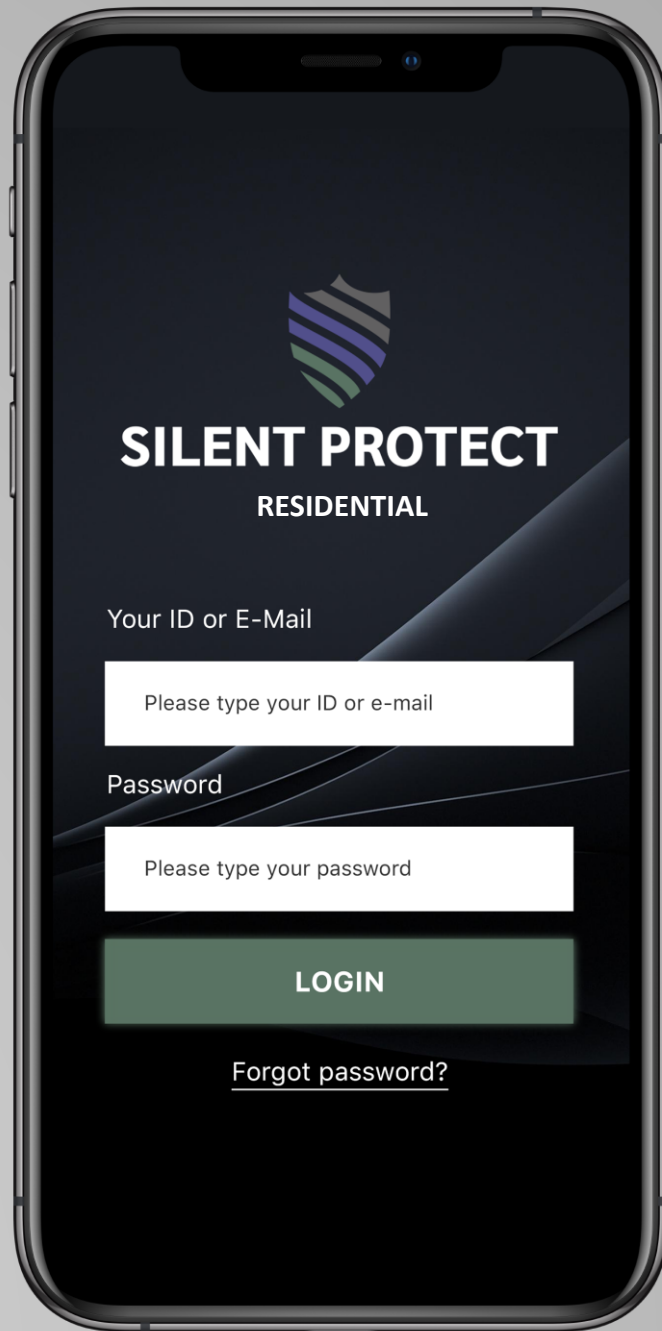 SILENT PROTECT
RESIDENTIAL
Your ID or E-Mail
Please type your ID or e-mail
Password
Please type your password
LOGIN
Forgot password?